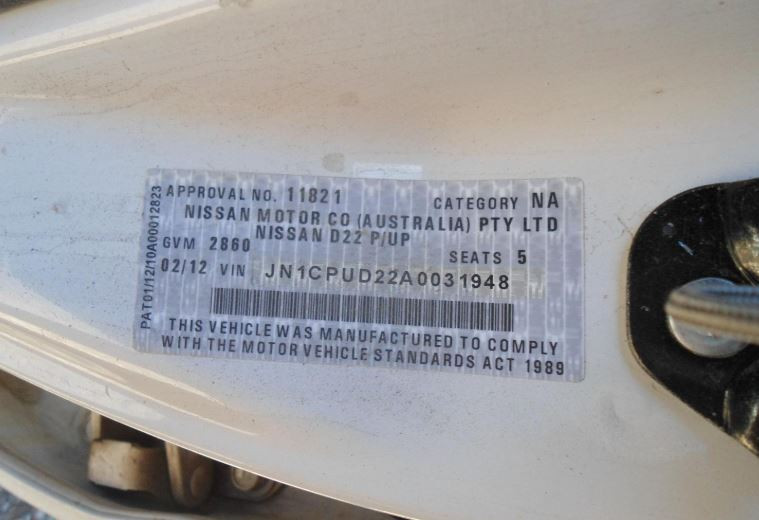 PAT01/12/10A00012823
APPROVAL NO. 11821 CATEGORY NA
NISSAN MOTOR CO (AUSTRALIA) PTY LTD
NISSAN D22 P/UP
GVM 2860 SEATS 5
02/12 VIN JN1CPUD22A0031948
THIS VEHICLE WAS MANUFACTURED TO COMPLY
WITH THE MOTOR VEHICLE STANDARDS ACT 1989